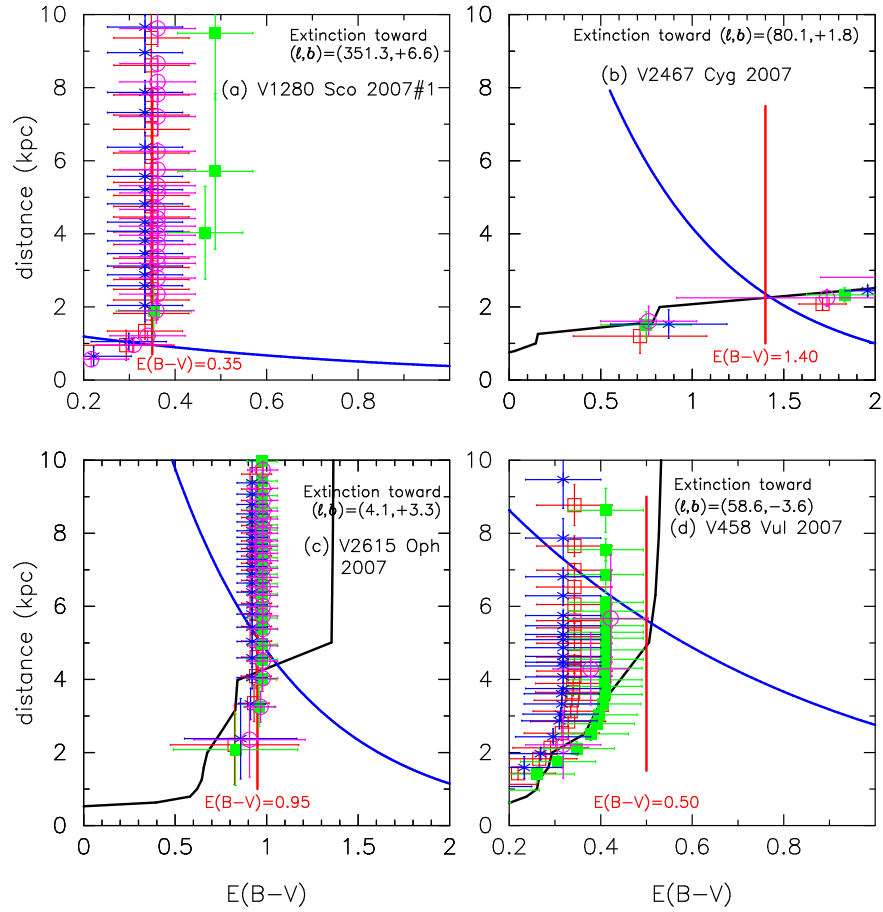 Extinction toward
(ℓ,b)=(351.3,+6.6)
(a) V1280 Sco 2007#1
E(B−V)=0.35
distance (kpc)
10
8
6
4
2
0
0.2
0.4
0.6
0.8
1
Extinction toward (ℓ,b)=(80.1,+1.8)
(b) V2467 Cyg 2007
E(B−V)=1.40
10
8
6
4
2
0
0
0.5
1
1.5
2
Extinction toward
(ℓ,b)=(4.1,+3.3)
(c) V2615 Oph
2007
E(B−V)=0.95
distance (kpc)
10
8
6
4
2
0
0
0.5
1
1.5
2
E(B−V)
Extinction toward
(ℓ,b)=(58.6,−3.6)
(d) V458 Vul 2007
E(B−V)=0.50
10
8
6
4
2
0
0.2
0.4
0.6
0.8
1
E(B−V)